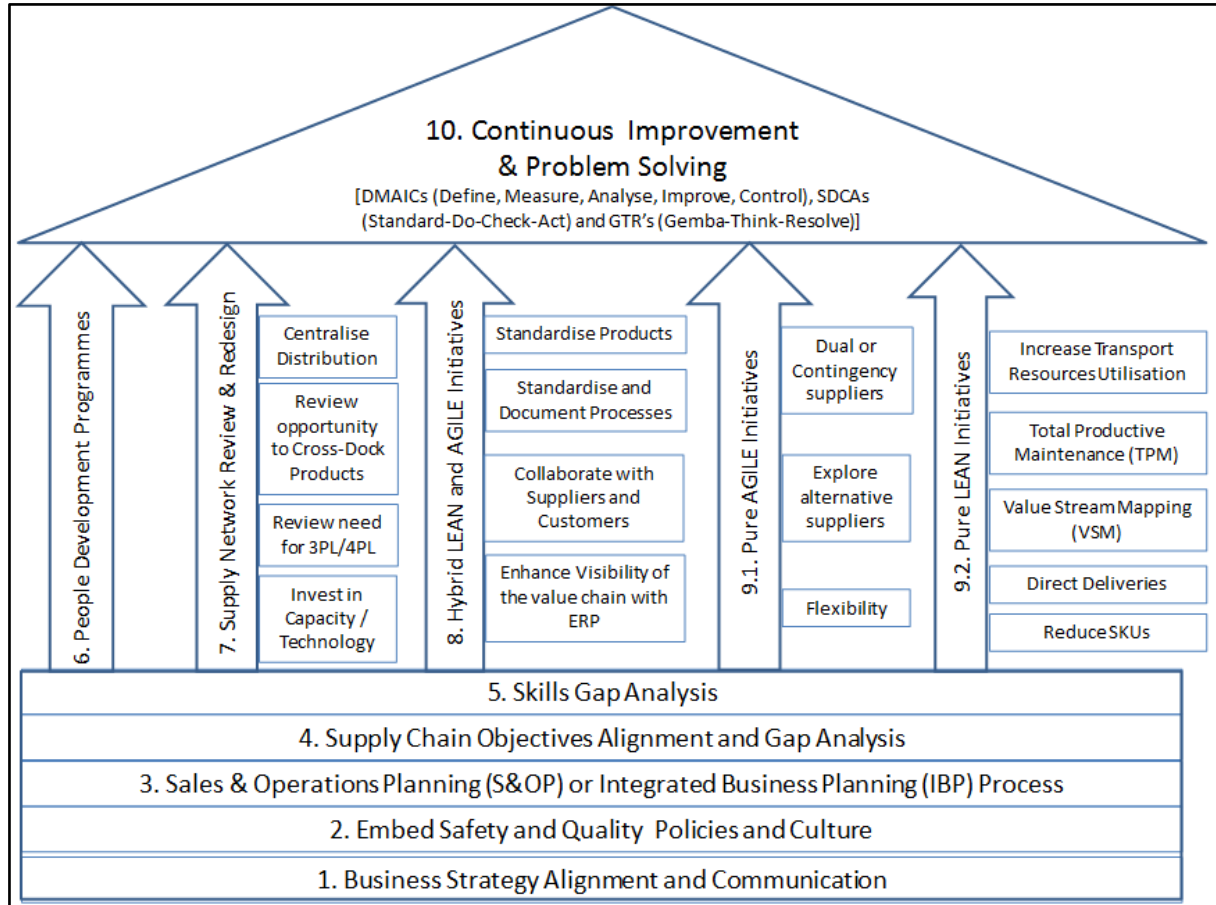 10. Continuous Improvement
& Problem Solving
[DMAICs (Define, Measure, Analyse, Improve, Control), SDCAs
(Standard-Do-Check-Act) and GTR's (Gemba-Think-Resolve)]
6. People Development Programmes
7. Supply Network Review & Redesign
Centralise
Distribution
Review
opportunity
to Cross-Dock
Products
Review need
for 3PL/4PL
Invest in
Capacity /
Technology
8. Hybrid LEAN and AGILE Initiatives
Standardise Products
Standardise and
Document Processes
Collaborate with
Suppliers and
Customers
Enhance Visibility of
the value chain with
ERP
9.1. Pure AGILE Initiatives
Dual or
Contingency
suppliers
Explore
alternative
suppliers
Flexibility
9.2. Pure LEAN Initiatives
Increase Transport
Resources Utilisation
Total Productive
Maintenance (TPM)
Value Stream Mapping
(VSM)
Direct Deliveries
Reduce SKUs
5. Skills Gap Analysis
4. Supply Chain Objectives Alignment and Gap Analysis
3. Sales & Operations Planning (S&OP) or Integrated Business Planning (IBP) Process
2. Embed Safety and Quality Policies and Culture
1. Business Strategy Alignment and Communication